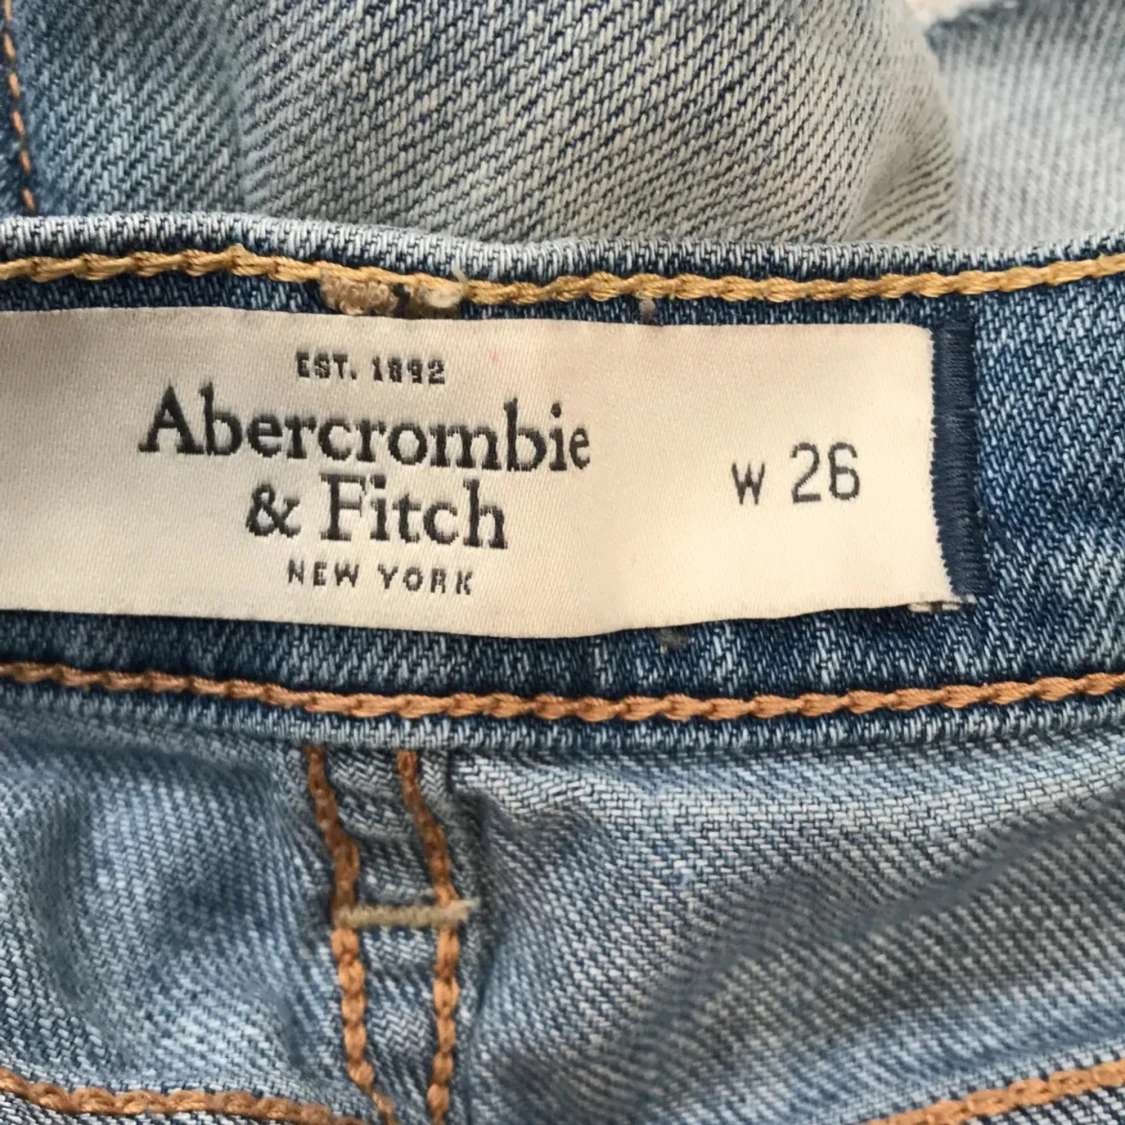 EST. 1892
Abercrombie
& Fitch
NEW YORK
W 26